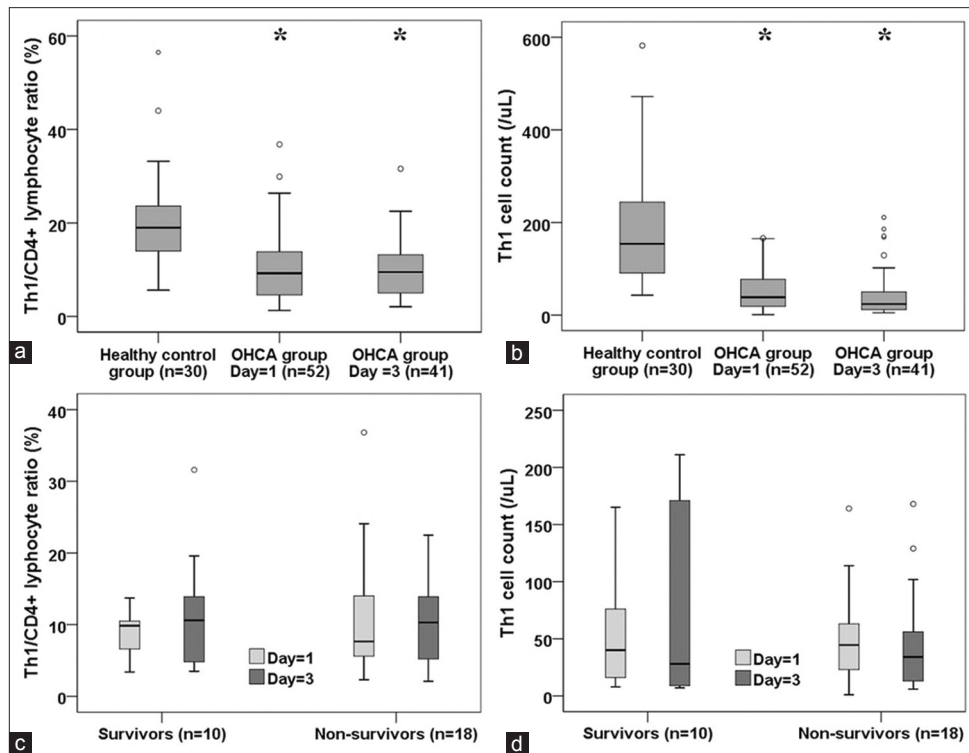 Th1/CD4+ lymphocyte ratio (%)
60
40
20
0
* *
Healthy control
group (n=30)
OHCA group
Day=1 (n=52)
OHCA group
Day =3 (n=41)
a
Th1 cell count (/uL)
600
400
200
0
* *
Healthy control
group (n=30)
OHCA group
Day=1 (n=52)
OHCA group
Day=3 (n=41)
b
Th1/CD4+ lyphocyte ratio (%)
40
30
20
10
0
Day=1
Day=3
Survivors (n=10)
Non-survivors (n=18)
c
Th1 cell count (/uL)
250
200
150
100
50
0
Day=1
Day=3
Survivors (n=10)
Non-survivors (n=18)
d